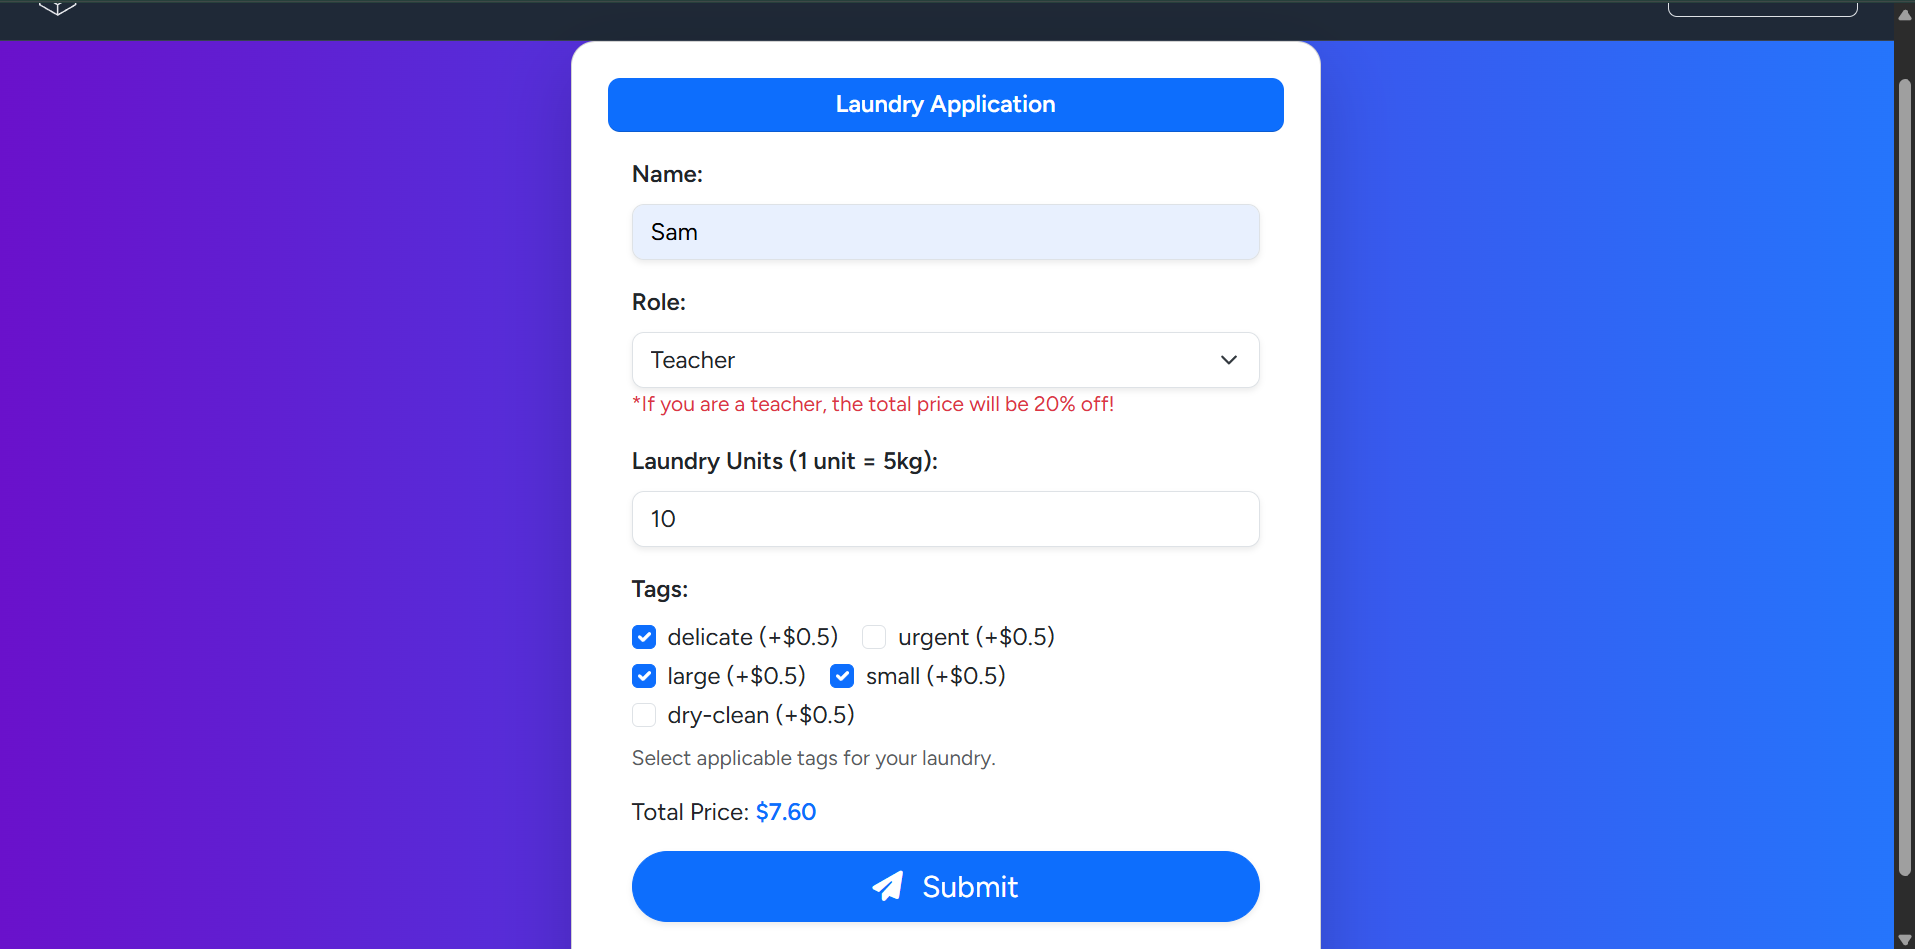 Laundry Application
Name:
Sam
Role:
Teacher
*If you are a teacher, the total price will be 20% off!
Laundry Units (1 unit = 5kg):
10
Tags:
delicate (+$0.5) urgent (+$0.5)
large (+$0.5) small (+$0.5)
dry-clean (+$0.5)
Select applicable tags for your laundry.
Total Price: $7.60
Submit